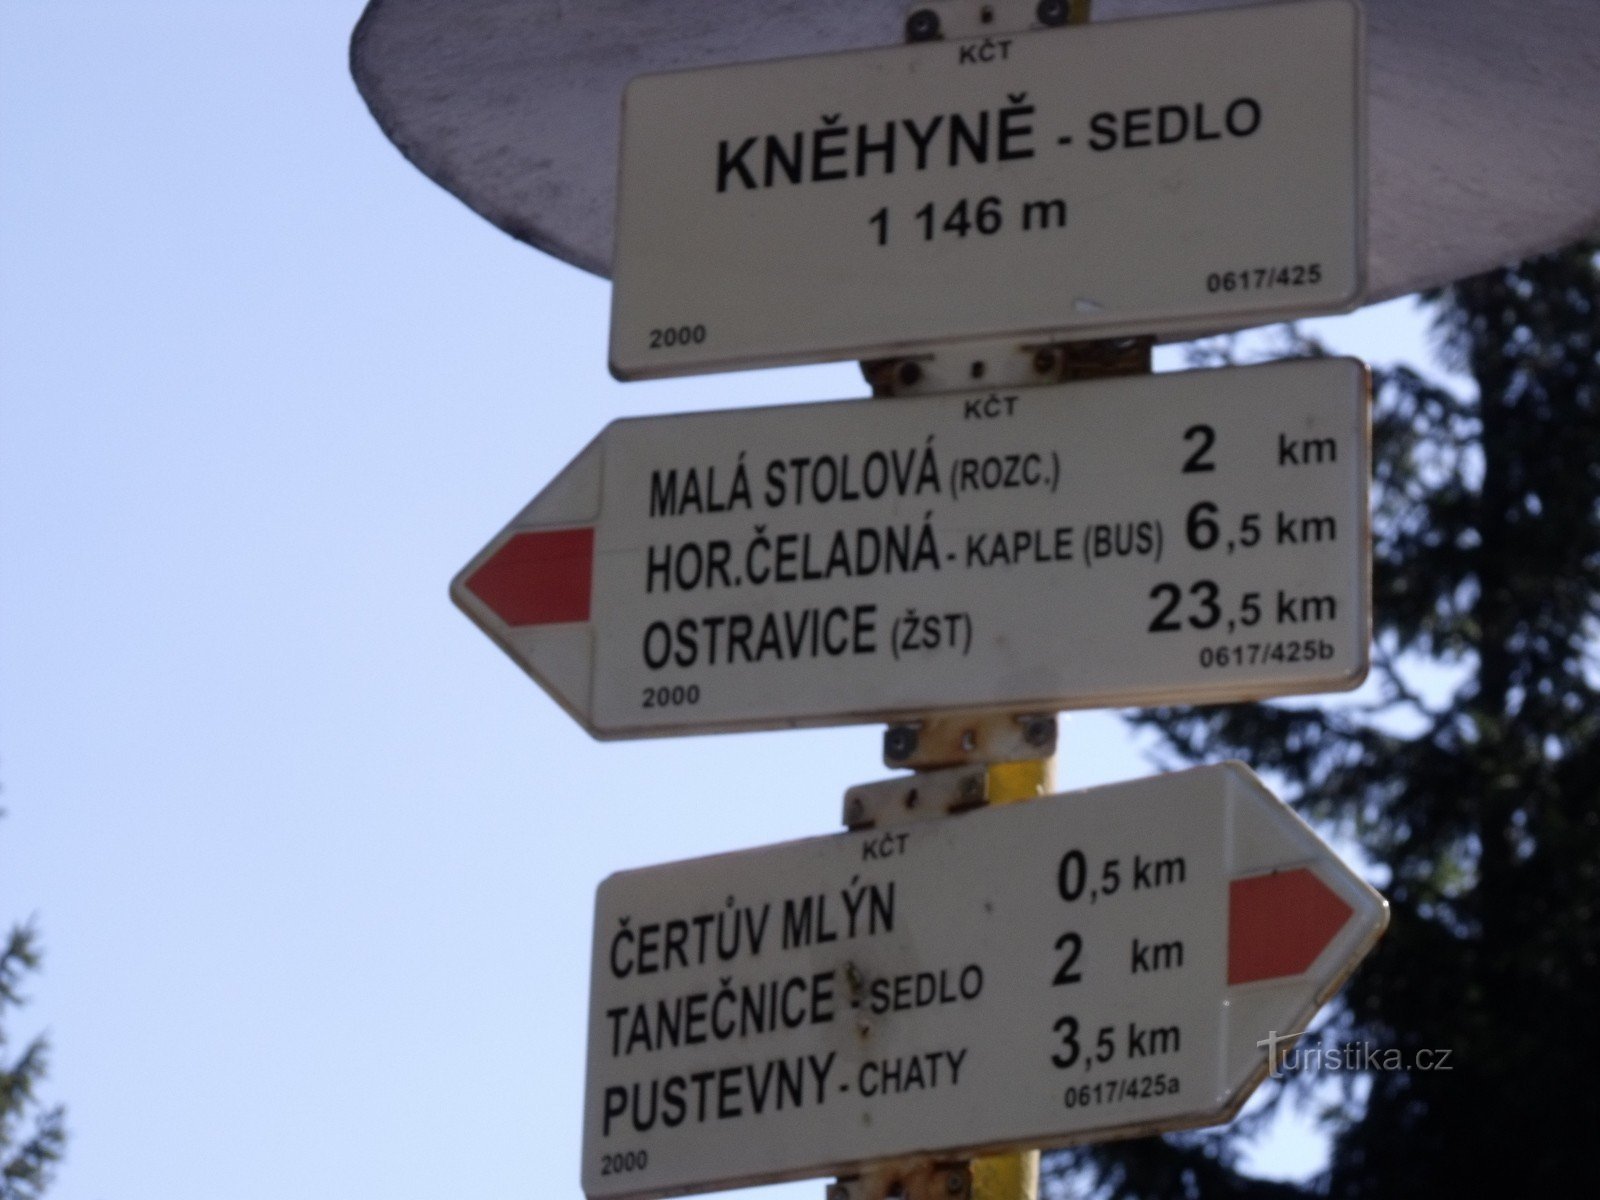 KČT
KNĚHYNĚ - SEDLO
1 146 m
0617/425
2000
KČT
MALÁ STOLOVÁ (ROZC.) 2 km
HOR.ČELADNÁ - KAPLE (BUS) 6,5 km
OSTRAVICE (ŽST) 23,5 km
0617/425b
2000
KČT
ČERTŮV MLÝN 0,5 km
TANEČNICE - SEDLO 2 km
PUSTEVNY - CHATY 3,5 km
0617/425a
2000
turistika.cz